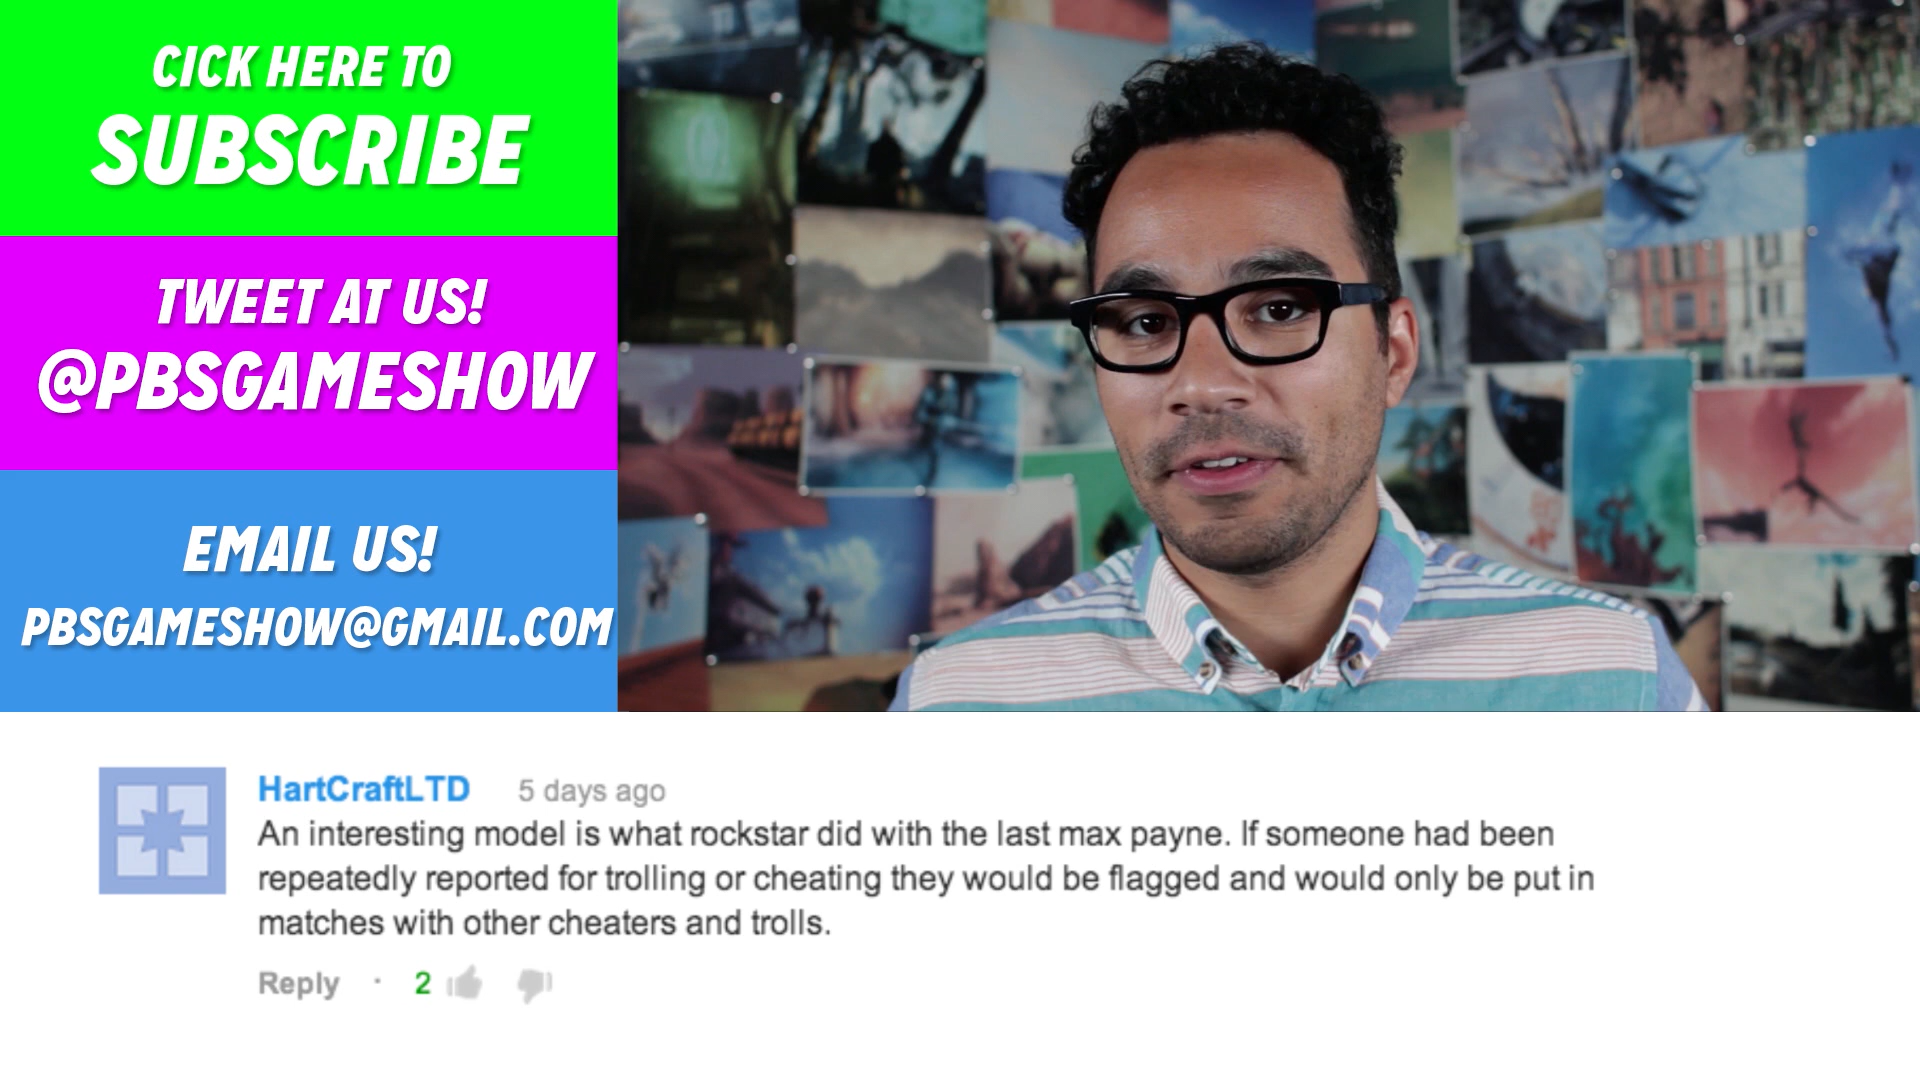 CICK HERE TO
SUBSCRIBE
TWEET AT US!
@PBSGAMESHOW
EMAIL US!
PBSGAMESHOW@GMAIL.COM
HartCraftLTD 5 days ago
An interesting model is what rockstar did with the last max payne. If someone had been
repeatedly reported for trolling or cheating they would be flagged and would only be put in
matches with other cheaters and trolls.
Reply · 2